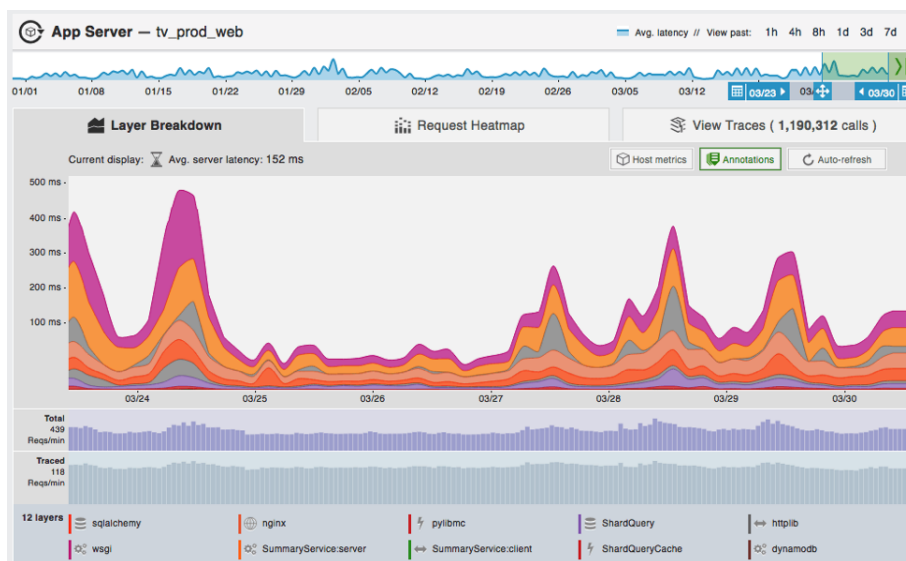 App Server — tv_prod_web
Avg. latency // View past: 1h 4h 8h 1d 3d 7d
01/01 01/08 01/15 01/22 01/29 02/05 02/12 02/19 02/26 03/05 03/12 03/23 03/ 03/30
Layer Breakdown
Request Heatmap
View Traces ( 1,190,312 calls )
Current display: Avg. server latency: 152 ms
Host metrics
Annotations
Auto-refresh
500 ms
400 ms
300 ms
200 ms
100 ms
03/24 03/25 03/26 03/27 03/28 03/29 03/30
Total
439
Reqs/min
Traced
118
Reqs/min
12 layers
sqlalchemy nginx pylibmc ShardQuery httplib
wsgi SummaryService:server SummaryService:client ShardQueryCache dynamodb